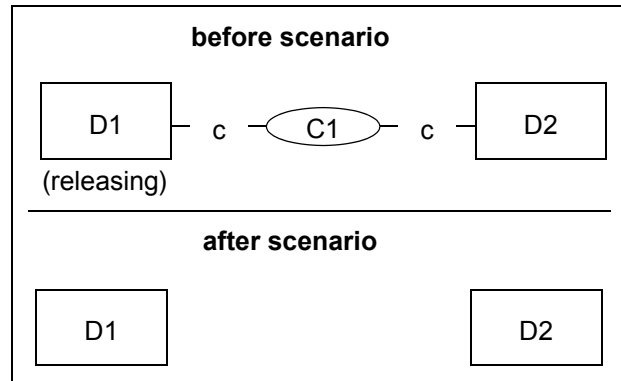 before scenario
D1 c C1 c D2
(releasing)
after scenario
D1 D2